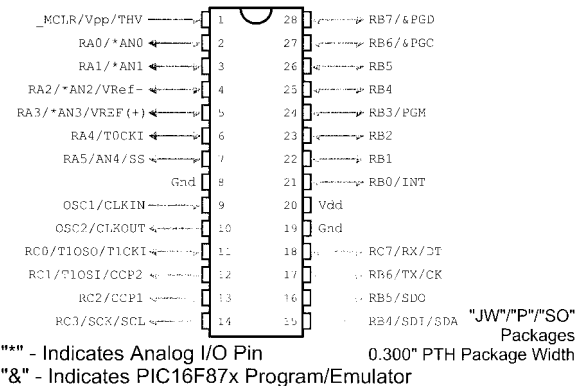 _MCLR/Vpp/THV 1 28 RB7/&PGD
RA0/*AN0 2 27 RB6/&PGC
RA1/*AN1 3 26 RB5
RA2/*AN2/VRef- 4 25 RB4
RA3/*AN3/VREF(+) 5 24 RB3/PGM
RA4/T0CKI 6 23 RB2
RA5/AN4/SS 7 22 RB1
Gnd 8 21 RB0/INT
OSC1/CLKIN 9 20 Vdd
OSC2/CLKOUT 10 19 Gnd
RC0/T1OSO/T1CKI 11 18 RC7/RX/DT
RC1/T1OSI/CCP2 12 17 RB6/TX/CK
RC2/CCP1 13 16 RB5/SDO
RC3/SCK/SCL 14 15 RB4/SDI/SDA
"JW"/"P"/"SO"
Packages
0.300" PTH Package Width
"*" - Indicates Analog I/O Pin
"&" - Indicates PIC16F87x Program/Emulator